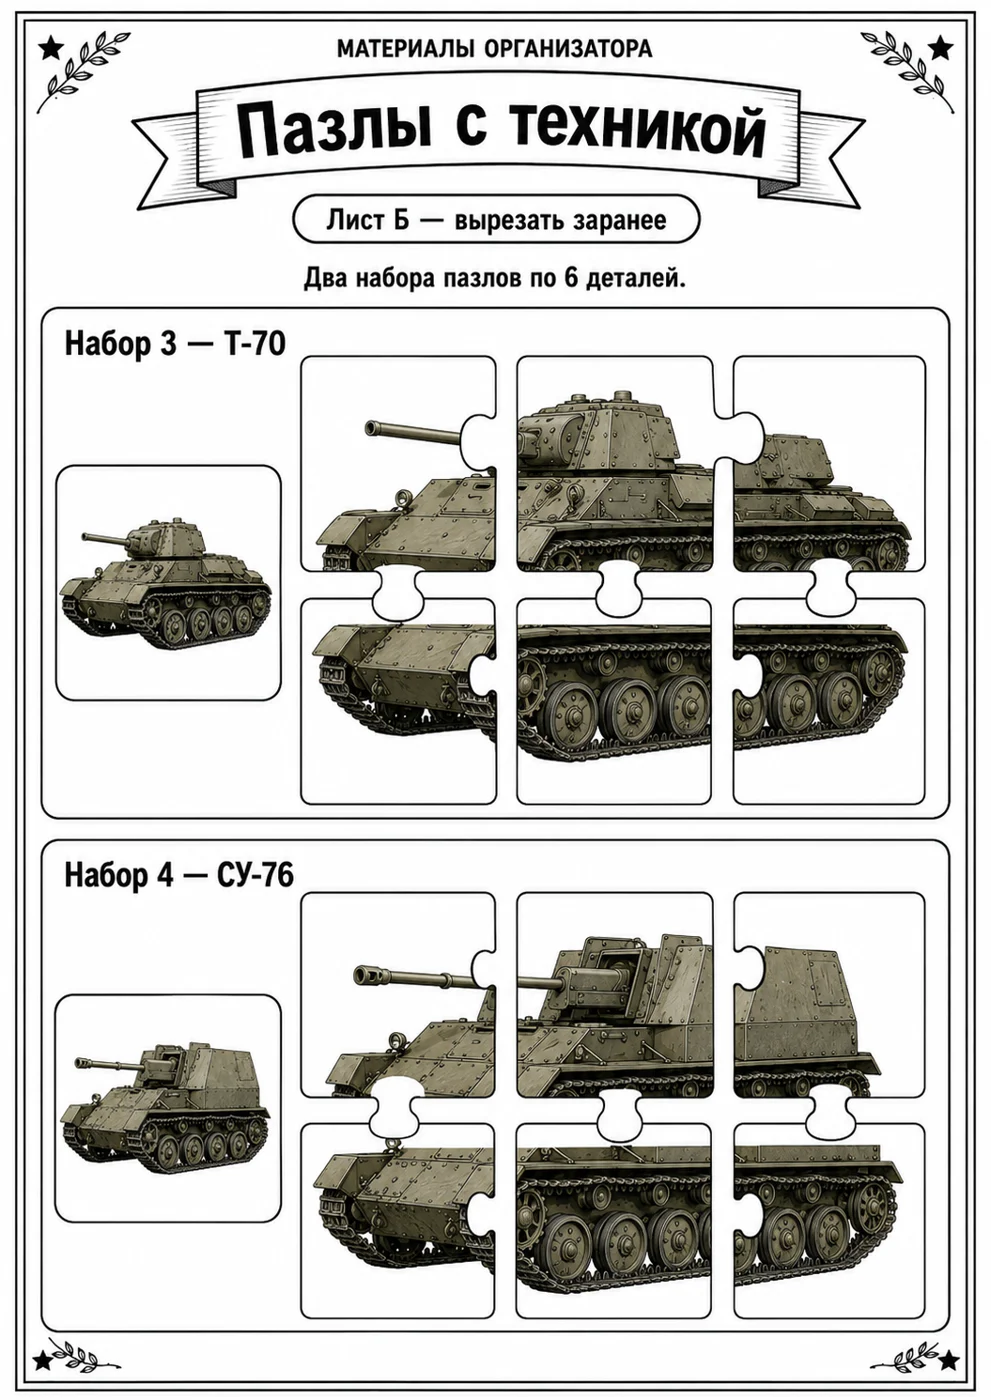 МАТЕРИАЛЫ ОРГАНИЗАТОРА
Пазлы с техникой
Лист Б — вырезать заранее
Два набора пазлов по 6 деталей.
Набор 3 — Т-70
Набор 4 — СУ-76